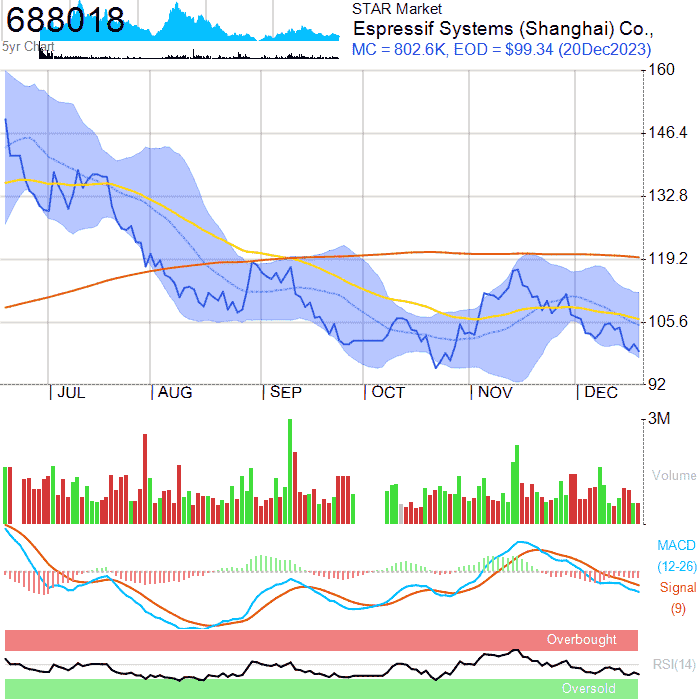 688018
STAR Market
Espressif Systems (Shanghai) Co.,
5yr Chart
MC = 802.6K, EOD = $99.34 (20Dec2023)
160
146.4
132.8
119.2
105.6
92
JUL AUG SEP OCT NOV DEC
3M
Volume
MACD
(12-26)
Signal
(9)
Overbought
RSI(14)
Oversold